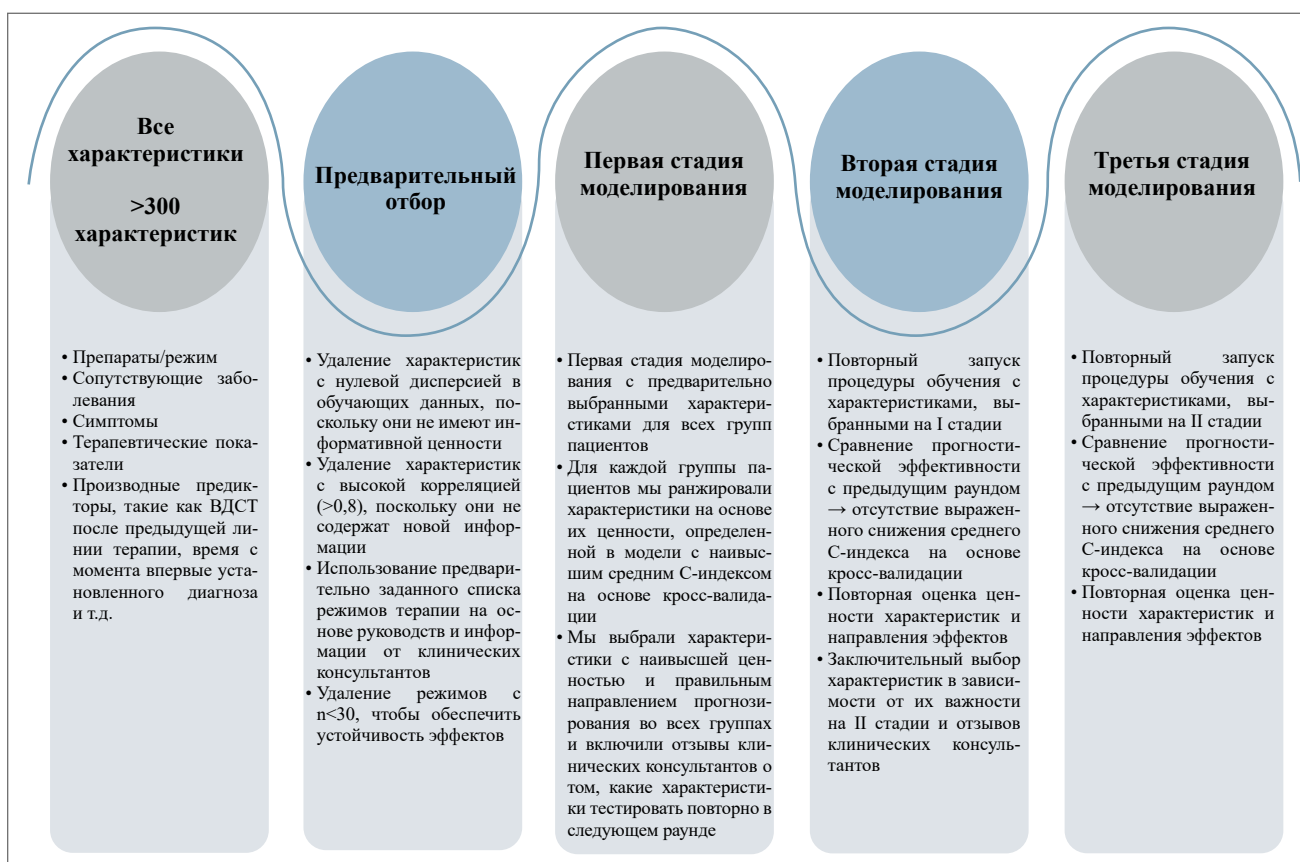 Все
характеристики
>300
характеристик
• Препараты/режим
• Сопутствующие забо-
левания
• Симптомы
• Терапевтические пока-
затели
• Производные предик-
торы, такие как ВДСТ
после предыдущей ли-
нии терапии, время с
момента впервые уста-
новленного диагноза
и т.д.
Предварительный
отбор
• Удаление характеристик
с нулевой дисперсией в
обучающих данных, по-
скольку они не имеют ин-
формативной ценности
• Удаление характеристик
с высокой корреляцией
(>0,8), поскольку они не
содержат новой инфор-
мации
• Использование предвари-
тельно заданного списка
режимов терапии на ос-
нове руководств и инфор-
мации от клинических
консультантов
• Удаление режимов с
n<30, чтобы обеспечить
устойчивость эффектов
Первая стадия
моделирования
• Первая стадия моделиро-
вания с предварительно
выбранными характери-
стиками для всех групп
пациентов
• Для каждой группы па-
циентов мы ранжировали
характеристики на основе
их ценности, определен-
ной в модели с наивыс-
шим средним С-индексом
на основе кросс-валида-
ции
• Мы выбрали характери-
стики с наивысшей цен-
ностью и правильным
направлением прогнози-
рования во всех группах
и включили отзывы кли-
нических консультантов о
том, какие характеристи-
ки тестировать повторно в
следующем раунде
Вторая стадия
моделирования
• Повторный запуск
процедуры обучения с
характеристиками, вы-
бранными на I стадии
• Сравнение прогности-
ческой эффективности
с предыдущим раундом
→ отсутствие выражен-
ного снижения среднего
С-индекса на основе
кросс-валидации
• Повторная оценка цен-
ности характеристик и
направления эффектов
• Заключительный выбор
характеристик в зависи-
мости от их важности
на II стадии и отзывов
клинических консуль-
тантов
Третья стадия
моделирования
• Повторный запуск
процедуры обучения с
характеристиками, вы-
бранными на II стадии
• Сравнение прогности-
ческой эффективности
с предыдущим раундом
→ отсутствие выражен-
ного снижения среднего
С-индекса на основе
кросс-валидации
• Повторная оценка цен-
ности характеристик и
направления эффектов